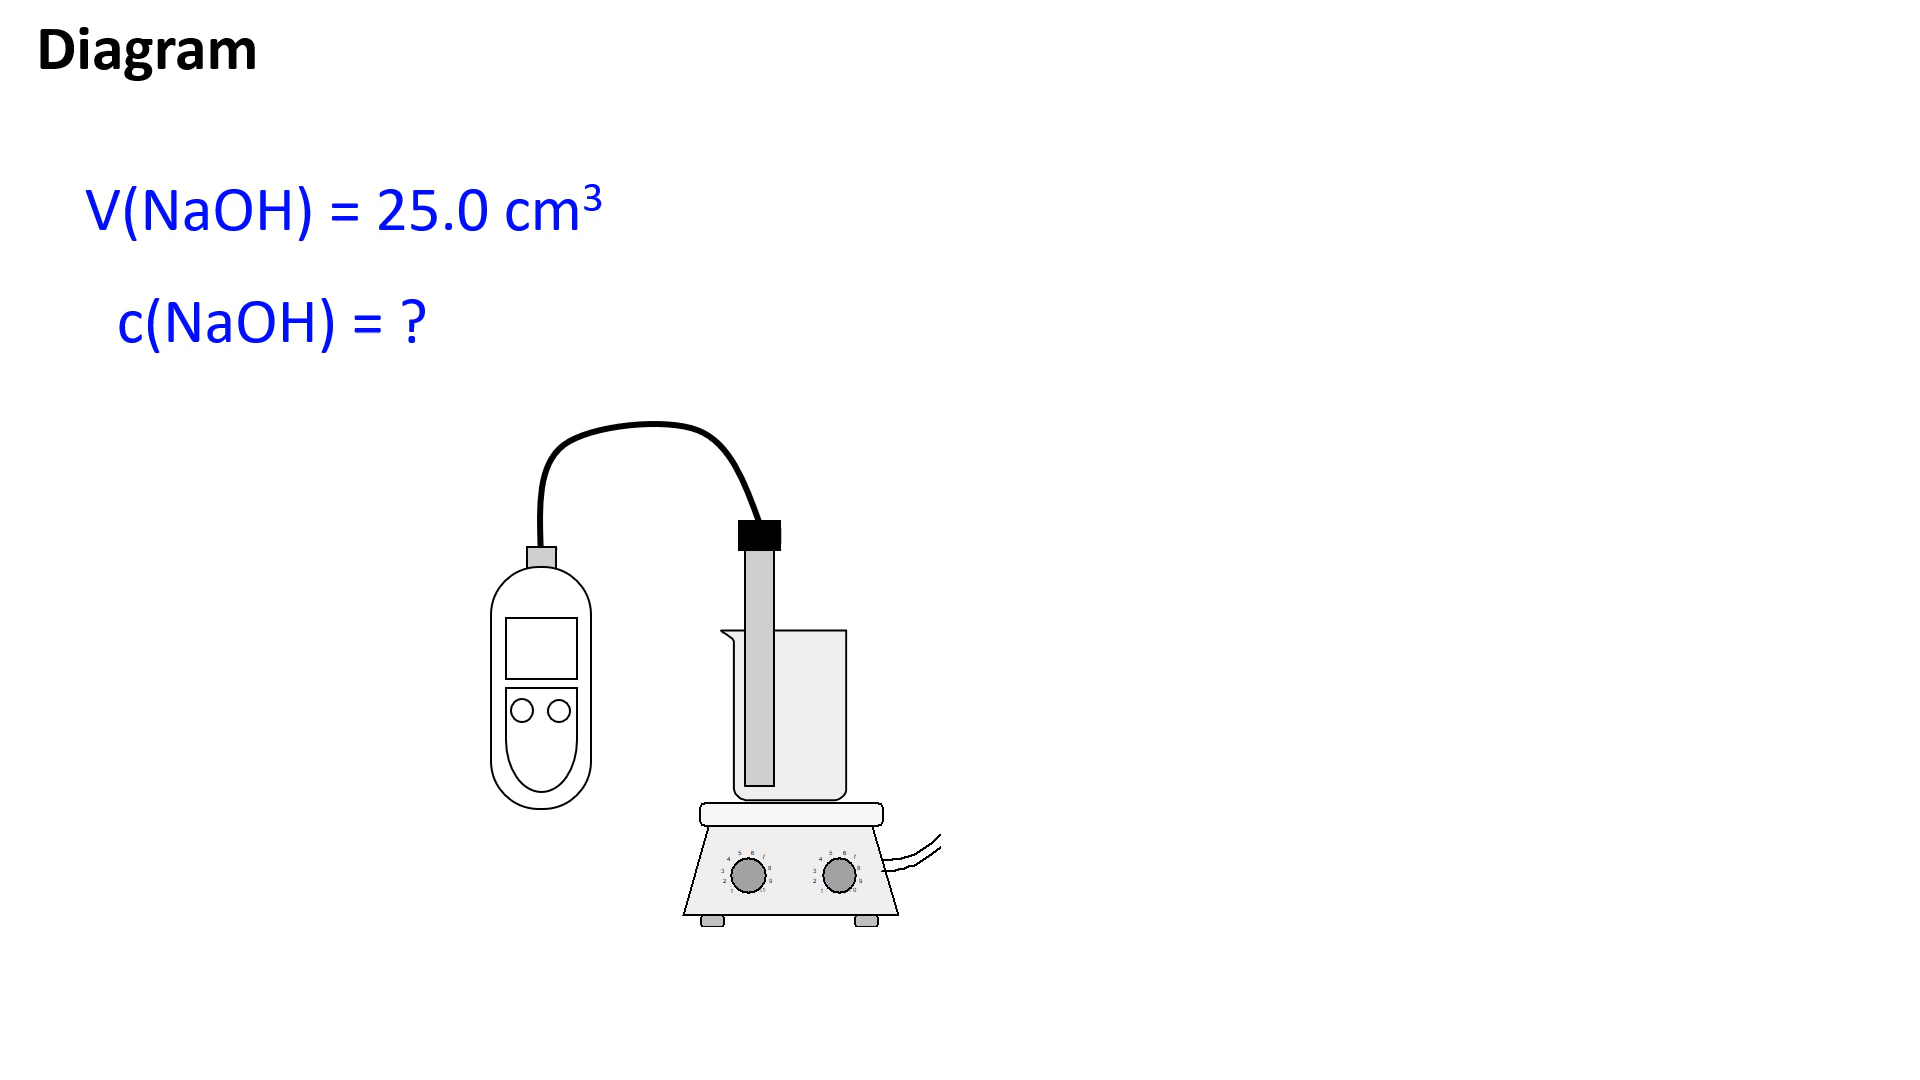 Diagram
V(NaOH) = 25.0 cm³
c(NaOH) = ?